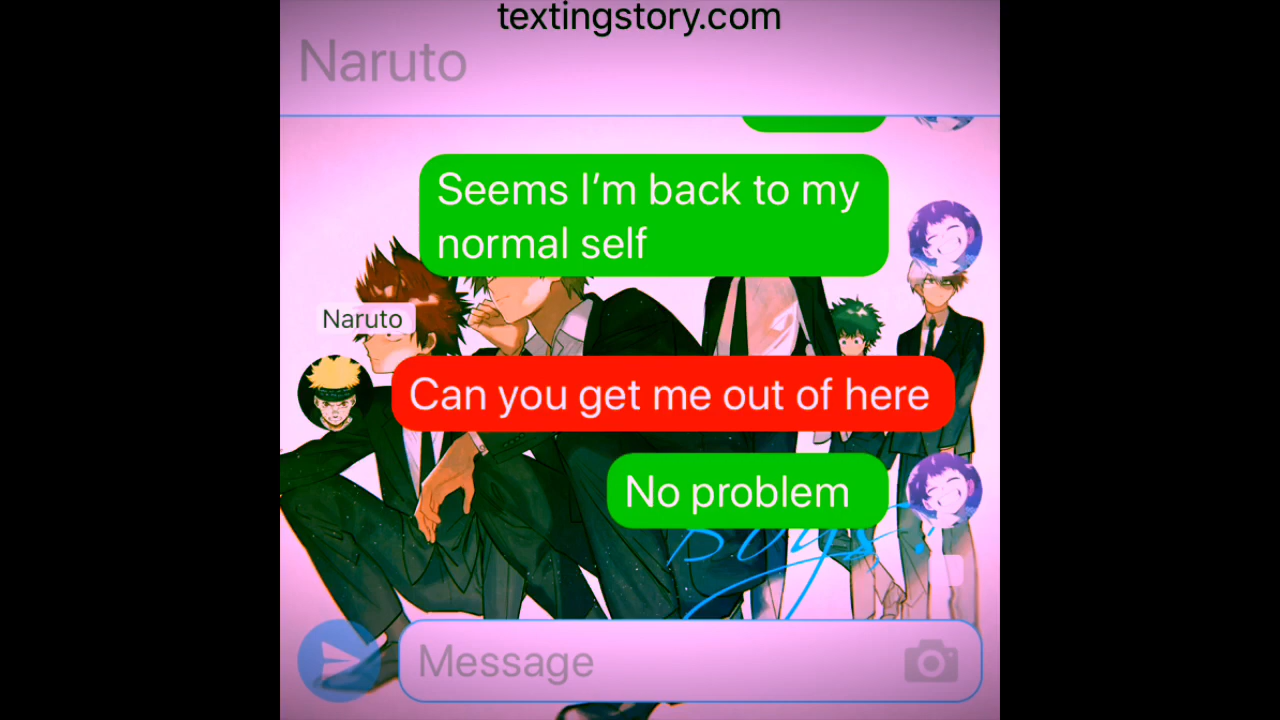 textingstory.com
Naruto
Seems I'm back to my
normal self
Naruto
Can you get me out of here
No problem
Boys!
Message